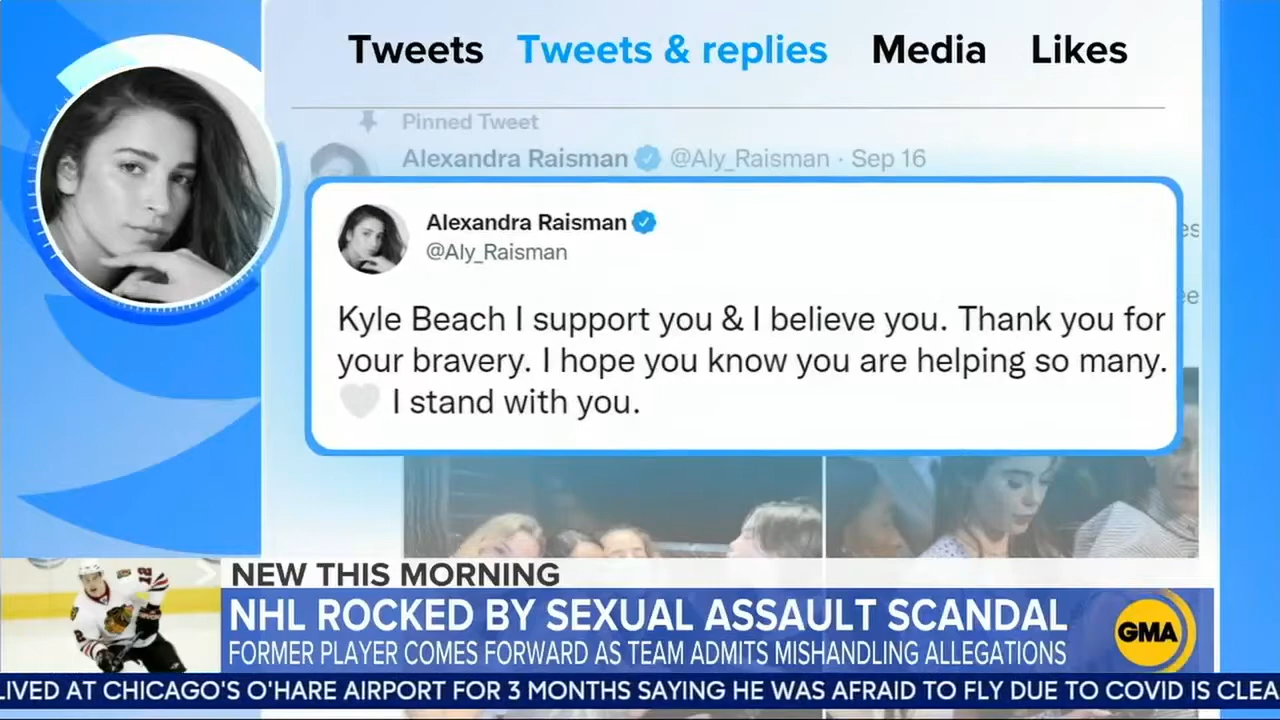 Tweets Tweets & replies Media Likes
Pinned Tweet
Alexandra Raisman @Aly_Raisman · Sep 16
Alexandra Raisman
@Aly_Raisman
Kyle Beach I support you & I believe you. Thank you for
your bravery. I hope you know you are helping so many.
🤍 I stand with you.
NEW THIS MORNING
NHL ROCKED BY SEXUAL ASSAULT SCANDAL
FORMER PLAYER COMES FORWARD AS TEAM ADMITS MISHANDLING ALLEGATIONS
GMA
LIVED AT CHICAGO'S O'HARE AIRPORT FOR 3 MONTHS SAYING HE WAS AFRAID TO FLY DUE TO COVID IS CLEA